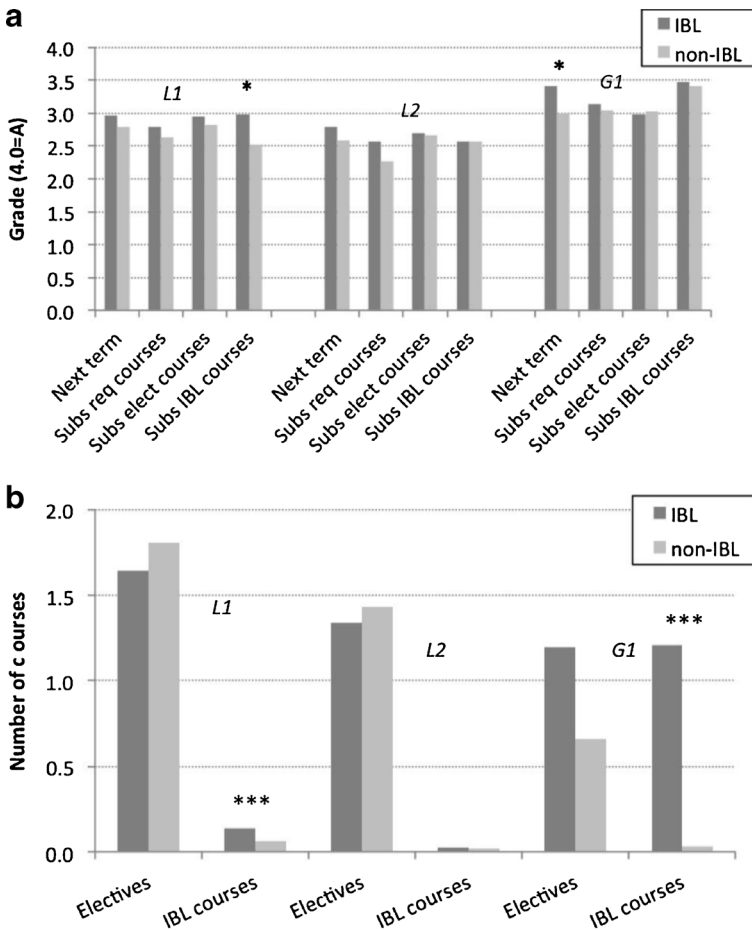 a
IBL
non-IBL
Grade (4.0=A)
4.0
3.5
3.0
2.5
2.0
1.5
1.0
0.5
0.0
L1
*
L2
*
G1
Next term
Subs req courses
Subs elect courses
Subs IBL courses
Next term
Subs req courses
Subs elect courses
Subs IBL courses
Next term
Subs req courses
Subs elect courses
Subs IBL courses
b
IBL
non-IBL
Number of c ourses
2.0
1.5
1.0
0.5
0.0
L1
***
L2
G1
***
Electives
IBL courses
Electives
IBL courses
Electives
IBL courses